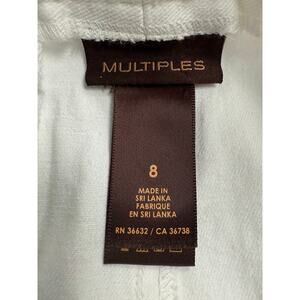 MULTIPLES
8
MADE IN
SRI LANKA
FABRIQUE
EN SRI LANKA
RN 36632 / CA 36738